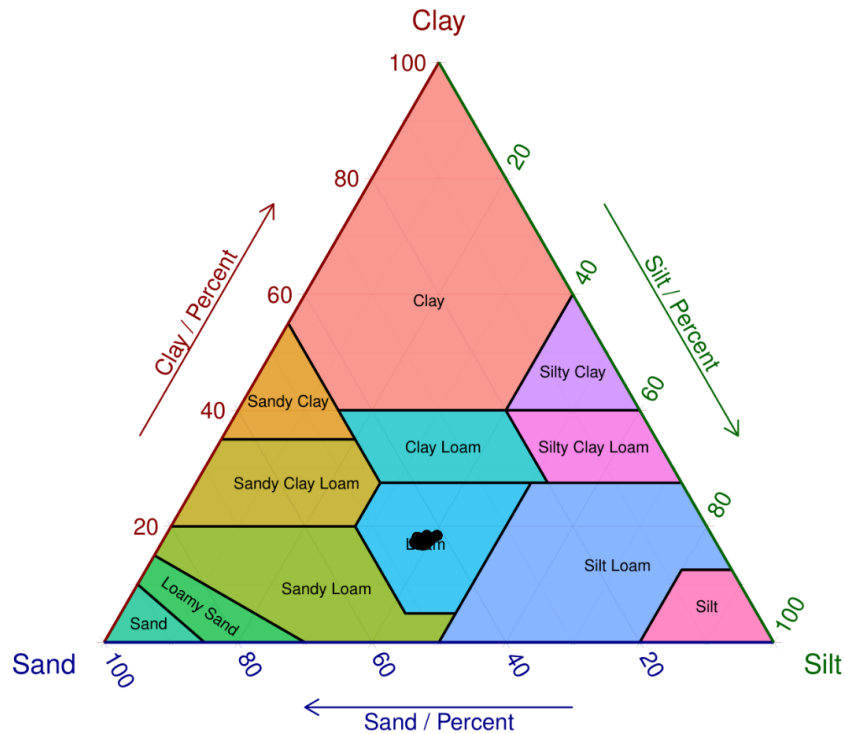 Clay
100
20
80
40
60
Clay / Percent
Silt / Percent
Clay
Silty Clay
60
Sandy Clay
40
Clay Loam
Silty Clay Loam
Sandy Clay Loam
80
20
Loam
Silt Loam
Sandy Loam
Loamy Sand
Silt
Sand
100
Sand
Silt
100
80
60
40
20
Sand / Percent